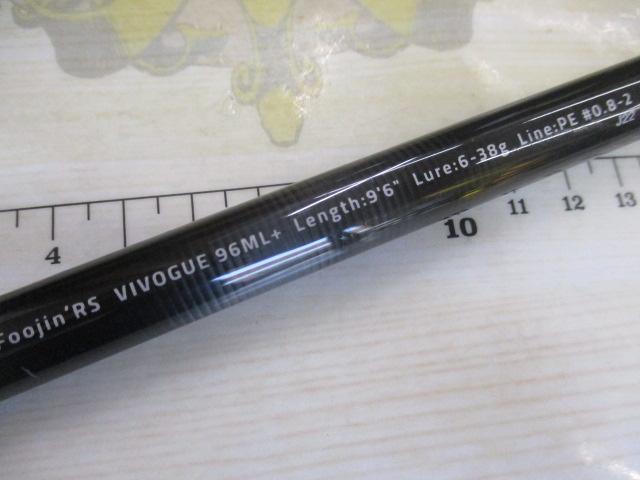 Foojin'RS VIVOGUE 96ML+ Length:9'6" Lure:6-38g Line:PE #0.8-2
J22
4
10 11 12 13